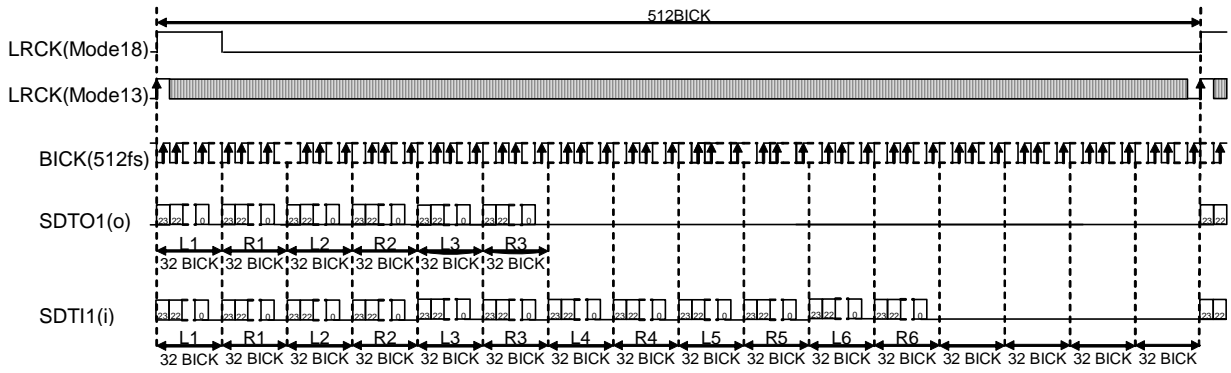 512BICK
LRCK(Mode18)
LRCK(Mode13)
BICK(512fs)
SDTO1(o)
23 22 0 23 22 0 23 22 0 23 22 0 23 22 0 23 22 0 23 22
L1 R1 L2 R2 L3 R3
32 BICK 32 BICK 32 BICK 32 BICK 32 BICK 32 BICK
SDTI1(i)
23 22 0 23 22 0 23 22 0 23 22 0 23 22 0 23 22 0 23 22 0 23 22 0 23 22 0 23 22 0 23 22 0 23 22 0 23 22
L1 R1 L2 R2 L3 R3 L4 R4 L5 R5 L6 R6
32 BICK 32 BICK 32 BICK 32 BICK 32 BICK 32 BICK 32 BICK 32 BICK 32 BICK 32 BICK 32 BICK 32 BICK 32 BICK 32 BICK 32 BICK 32 BICK